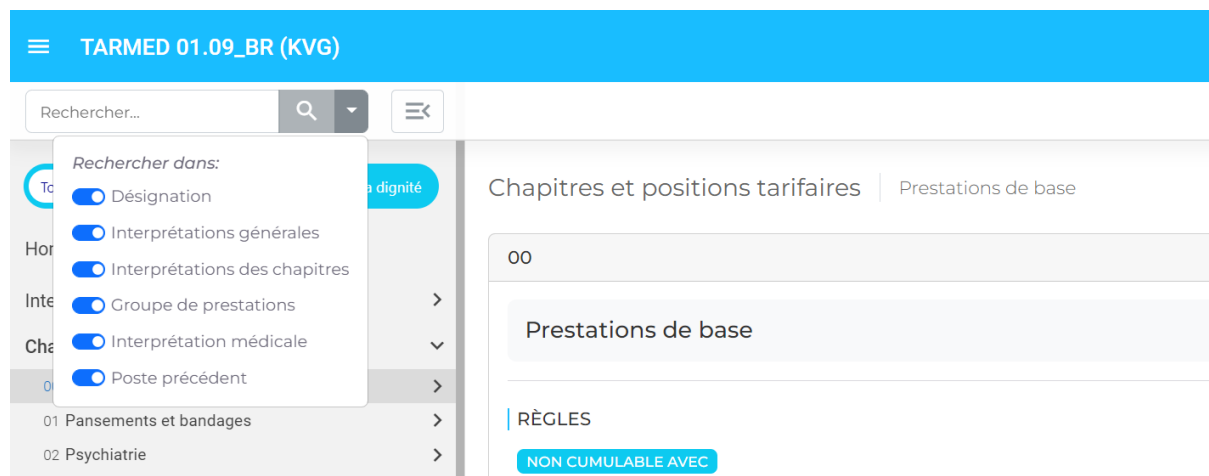 TARMED 01.09_BR (KVG)
Rechercher...
Rechercher dans:
Désignation
Interprétations générales
Interprétations des chapitres
Groupe de prestations
Interprétation médicale
Poste précédent
dignité
01 Pansements et bandages
02 Psychiatrie
Chapitres et positions tarifaires
Prestations de base
00
Prestations de base
RÈGLES
NON CUMULABLE AVEC